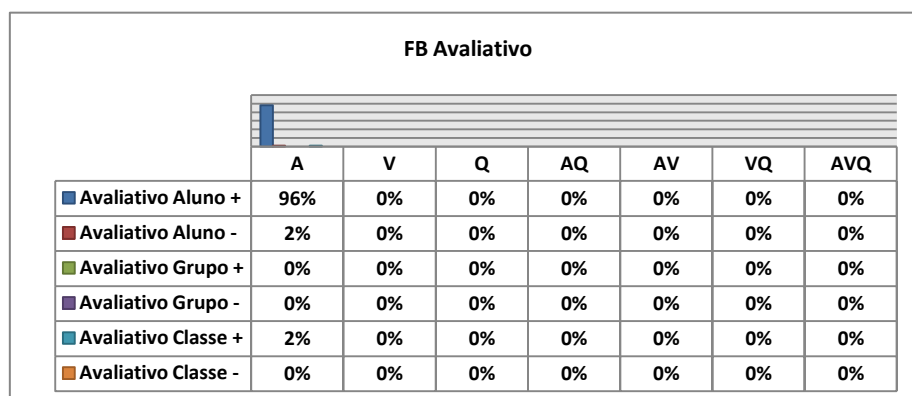 FB Avaliativo
A V Q AQ AV VQ AVQ
Avaliativo Aluno + 96% 0% 0% 0% 0% 0% 0%
Avaliativo Aluno - 2% 0% 0% 0% 0% 0% 0%
Avaliativo Grupo + 0% 0% 0% 0% 0% 0% 0%
Avaliativo Grupo - 0% 0% 0% 0% 0% 0% 0%
Avaliativo Classe + 2% 0% 0% 0% 0% 0% 0%
Avaliativo Classe - 0% 0% 0% 0% 0% 0% 0%